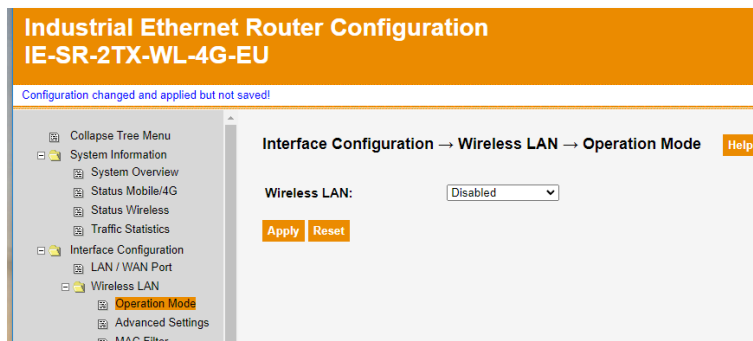 Industrial Ethernet Router Configuration
IE-SR-2TX-WL-4G-EU
Configuration changed and applied but not saved!
Collapse Tree Menu
System Information
System Overview
Status Mobile/4G
Status Wireless
Traffic Statistics
Interface Configuration
LAN / WAN Port
Wireless LAN
Operation Mode
Advanced Settings
MAC Filter
Interface Configuration → Wireless LAN → Operation Mode
Help
Wireless LAN:
Disabled
Apply
Reset